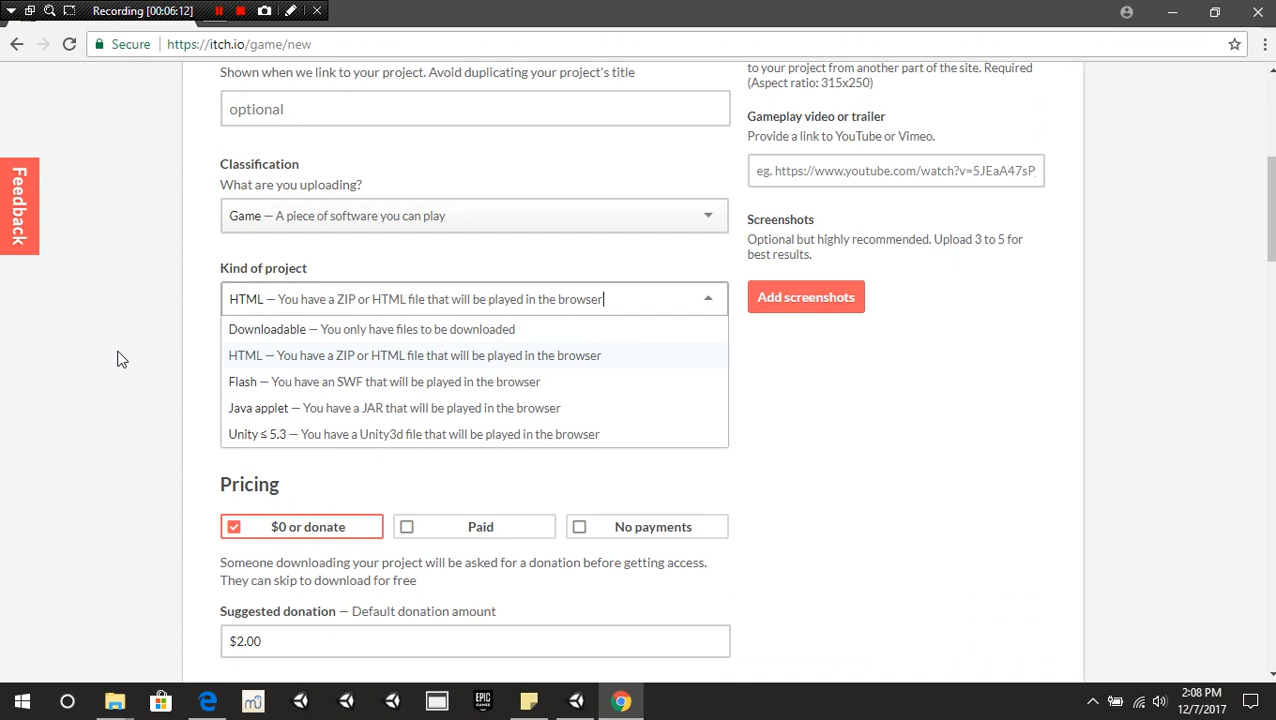 Recording [00:06:12]
Secure
https://itch.io/game/new
Shown when we link to your project. Avoid duplicating your project's title
optional
Classification
What are you uploading?
Game — A piece of software you can play
Kind of project
HTML — You have a ZIP or HTML file that will be played in the browser
Downloadable — You only have files to be downloaded
HTML — You have a ZIP or HTML file that will be played in the browser
Flash — You have an SWF that will be played in the browser
Java applet — You have a JAR that will be played in the browser
Unity ≤ 5.3 — You have a Unity3d file that will be played in the browser
Pricing
$0 or donate
Paid
No payments
Someone downloading your project will be asked for a donation before getting access.
They can skip to download for free
Suggested donation — Default donation amount
$2.00
to your project from another part of the site. Required
(Aspect ratio: 315x250)
Gameplay video or trailer
Provide a link to YouTube or Vimeo.
eg. https://www.youtube.com/watch?v=5JEaA47sP
Screenshots
Optional but highly recommended. Upload 3 to 5 for
best results.
Add screenshots
Feedback
EPIC
GAMES
2:08 PM
12/7/2017